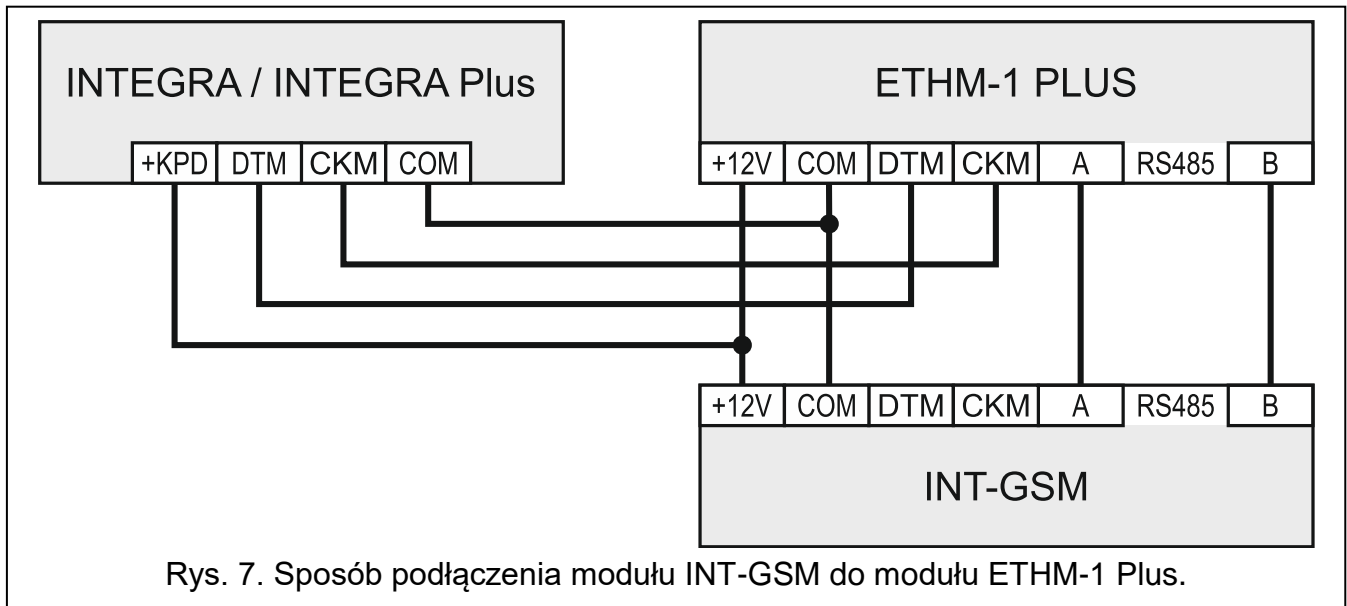 INTEGRA / INTEGRA Plus
+KPD DTM CKM COM
ETHM-1 PLUS
+12V COM DTM CKM A RS485 B
+12V COM DTM CKM A RS485 B
INT-GSM
Rys. 7. Sposób podłączenia modułu INT-GSM do modułu ETHM-1 Plus.